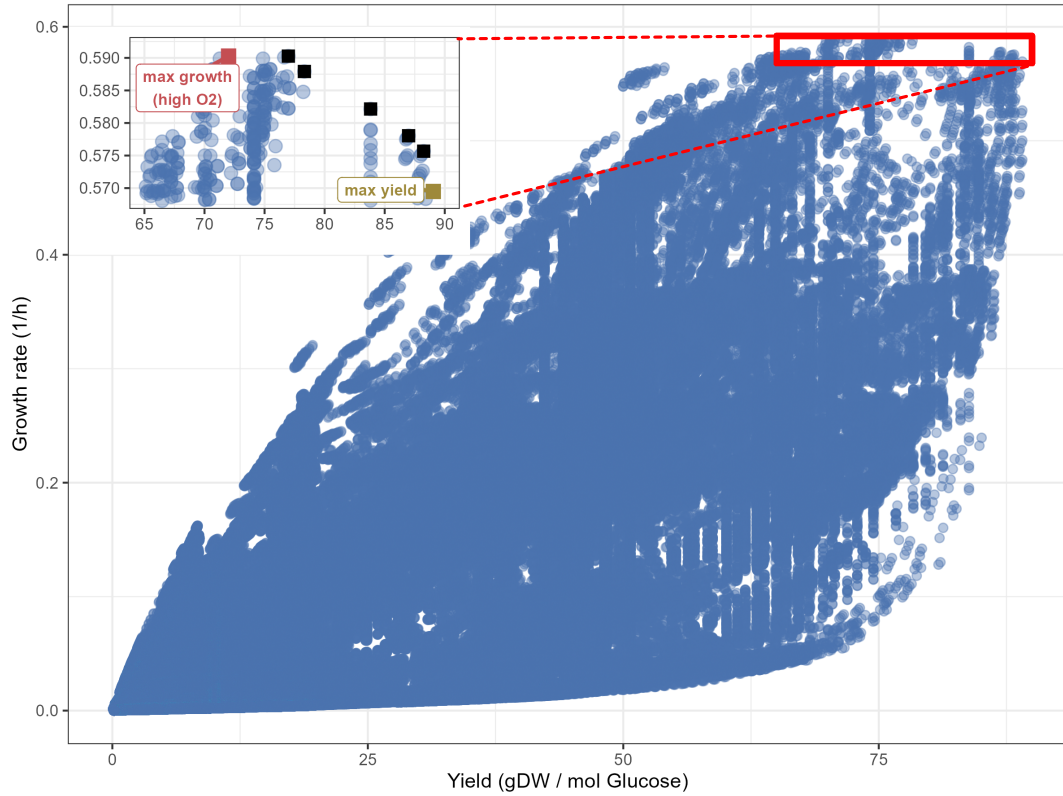 0.6
0.4
0.2
0.0
Growth rate (1/h)
0.590
0.585
0.580
0.575
0.570
max growth
(high O2)
max yield
65 70 75 80 85 90
0 25 50 75
Yield (gDW / mol Glucose)